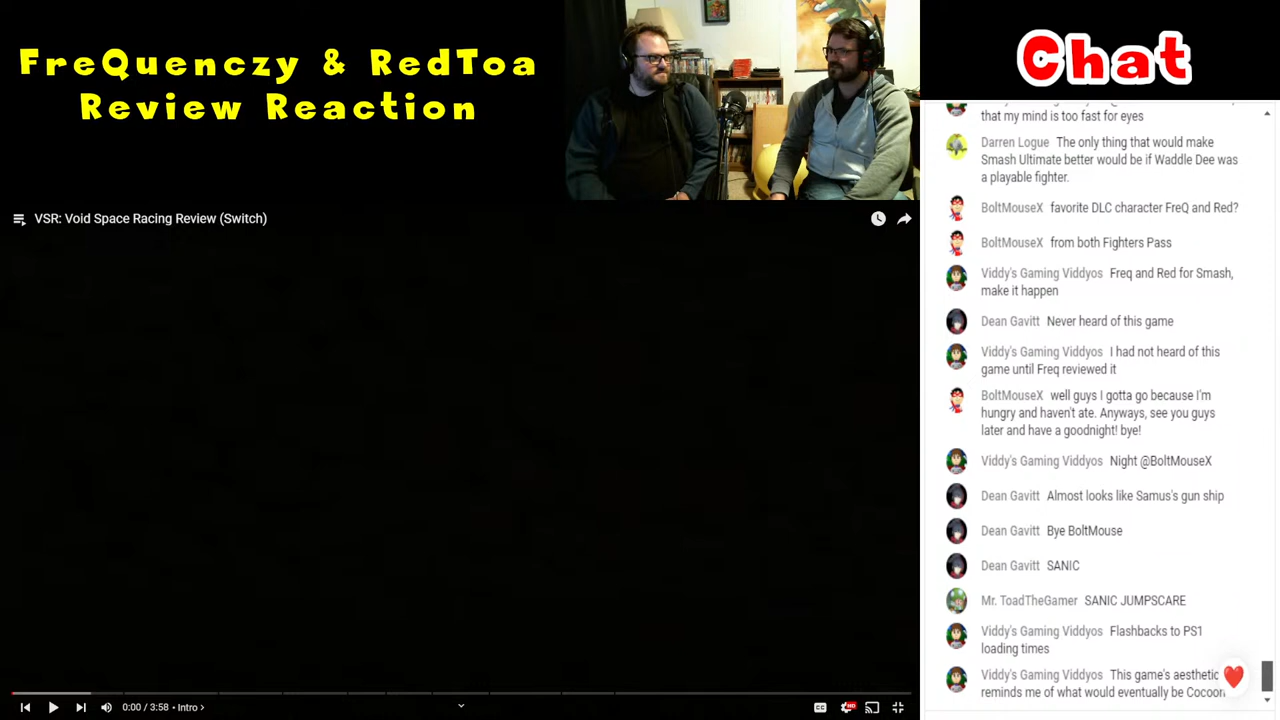 FreQuenczy & RedToa
Review Reaction
VSR: Void Space Racing Review (Switch)
0:00 / 3:58 • Intro
Chat
that my mind is too fast for eyes
Darren Logue The only thing that would make
Smash Ultimate better would be if Waddle Dee was
a playable fighter.
BoltMouseX favorite DLC character FreQ and Red?
BoltMouseX from both Fighters Pass
Viddy's Gaming Viddyos Freq and Red for Smash,
make it happen
Dean Gavitt Never heard of this game
Viddy's Gaming Viddyos I had not heard of this
game until Freq reviewed it
BoltMouseX well guys I gotta go because I'm
hungry and haven't ate. Anyways, see you guys
later and have a goodnight! bye!
Viddy's Gaming Viddyos Night @BoltMouseX
Dean Gavitt Almost looks like Samus's gun ship
Dean Gavitt Bye BoltMouse
Dean Gavitt SANIC
Mr. ToadTheGamer SANIC JUMPSCARE
Viddy's Gaming Viddyos Flashbacks to PS1
loading times
Viddy's Gaming Viddyos This game's aesthetic
reminds me of what would eventually be Cocoon